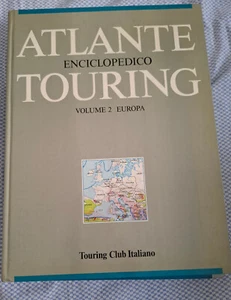 ATLANTE
ENCICLOPEDICO
TOURING
VOLUME 2 EUROPA
Touring Club Italiano